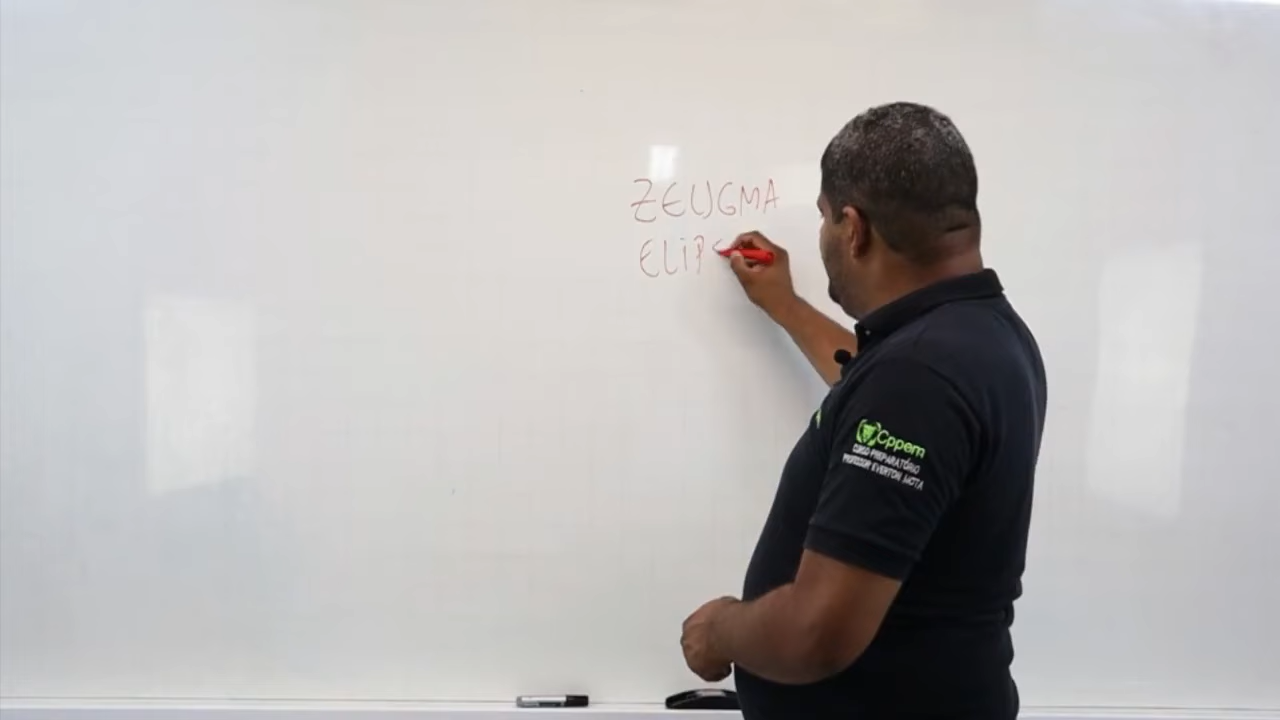 ZEUGMA
ELIPS
Cppem
CURSO PREPARATÓRIO
PROFESSOR EVERTON MOTA